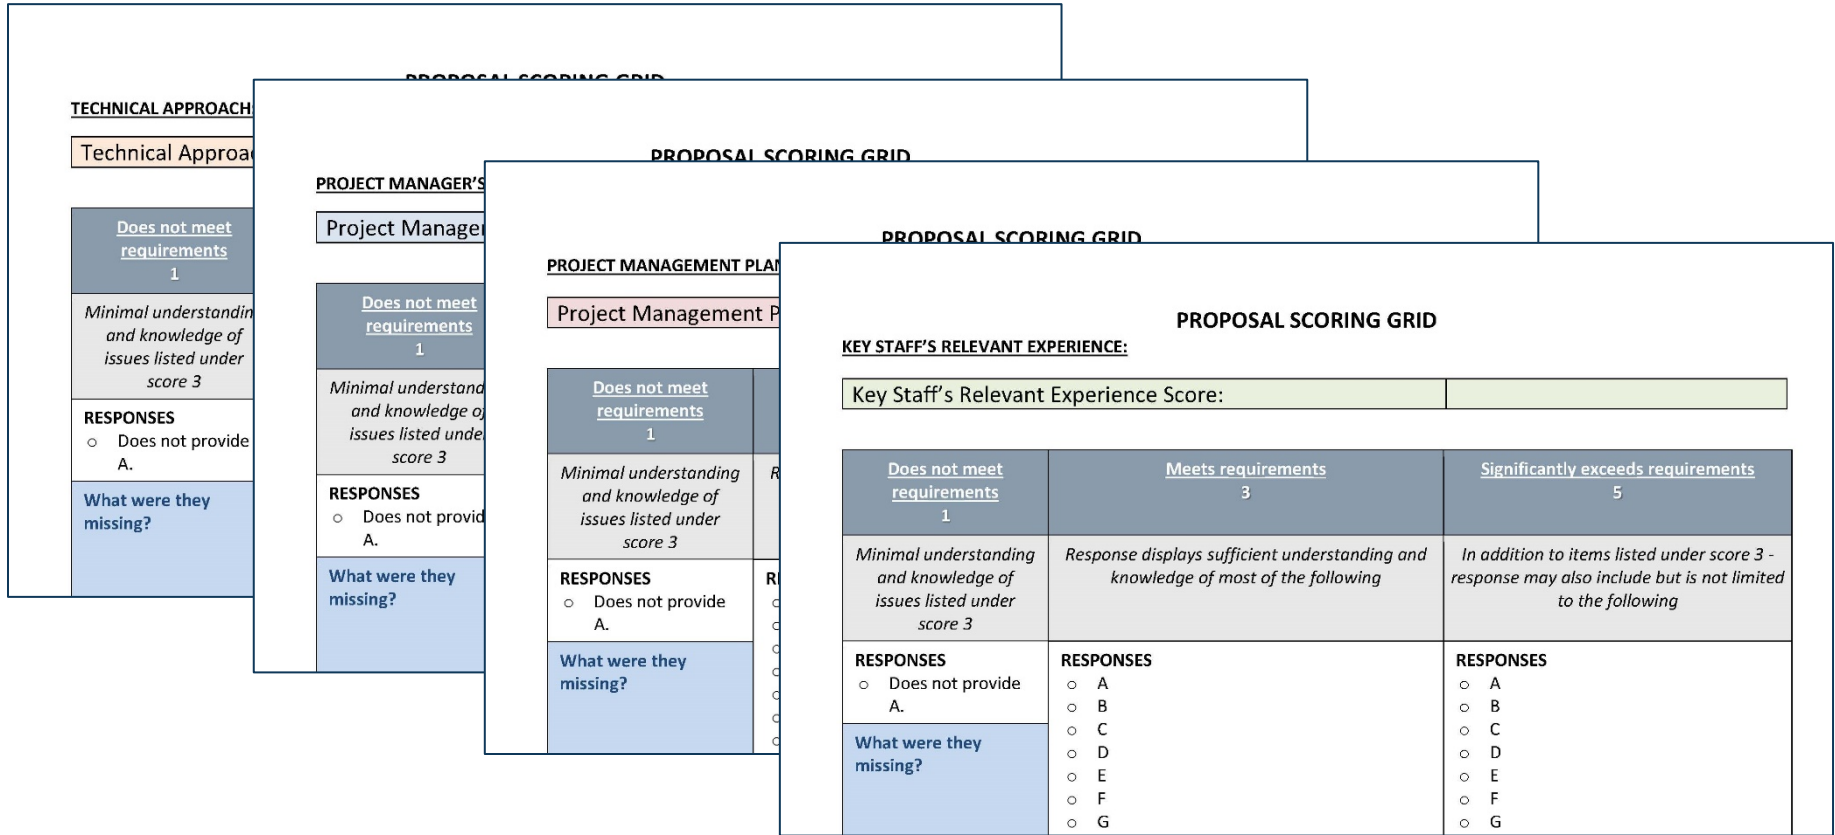 PROPOSAL SCORING GRID
TECHNICAL APPROACH:
Technical Approa
Does not meet
requirements
1
Minimal understandin
and knowledge of
issues listed under
score 3
RESPONSES
○ Does not provide
A.
What were they
missing?
PROPOSAL SCORING GRID
PROJECT MANAGER’S
Project Manager
Does not meet
requirements
1
Minimal understand
and knowledge of
issues listed unde
score 3
RESPONSES
○ Does not provid
A.
What were they
missing?
PROPOSAL SCORING GRID
PROJECT MANAGEMENT PLAN
Project Management P
Does not meet
requirements
1
Minimal understanding
and knowledge of
issues listed under
score 3
R
RESPONSES
○ Does not provide
A.
What were they
missing?
RI
PROPOSAL SCORING GRID
KEY STAFF’S RELEVANT EXPERIENCE:
Key Staff’s Relevant Experience Score:
Does not meet
requirements
1
Meets requirements
3
Significantly exceeds requirements
5
Minimal understanding
and knowledge of
issues listed under
score 3
Response displays sufficient understanding and
knowledge of most of the following
In addition to items listed under score 3 -
response may also include but is not limited
to the following
RESPONSES
○ Does not provide
A.
What were they
missing?
RESPONSES
○ A
○ B
○ C
○ D
○ E
○ F
○ G
RESPONSES
○ A
○ B
○ C
○ D
○ E
○ F
○ G